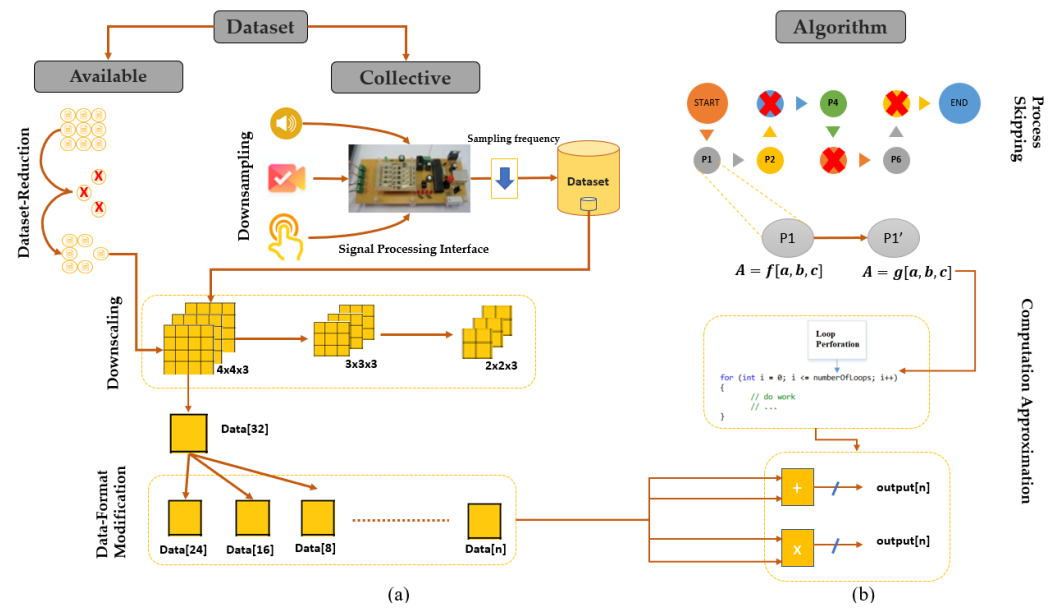 Dataset
Available
Collective
Dataset-Reduction
X
X
X
Downsampling
Signal Processing Interface
Sampling frequency
Dataset
Downscaling
4x4x3
3x3x3
2x2x3
Data[32]
Data-Format
Modification
Data[24]
Data[16]
Data[8]
Data[n]
(a)
Algorithm
Process
Skipping
START
P4
END
P1
P2
P6
P1
P1’
A = f[a, b, c]
A = g[a, b, c]
Computation Approximation
Loop
Perforation
for (int i = 0; i <= numberOfLoops; i++)
{
// do work
// ...
}
+
output[n]
x
output[n]
(b)